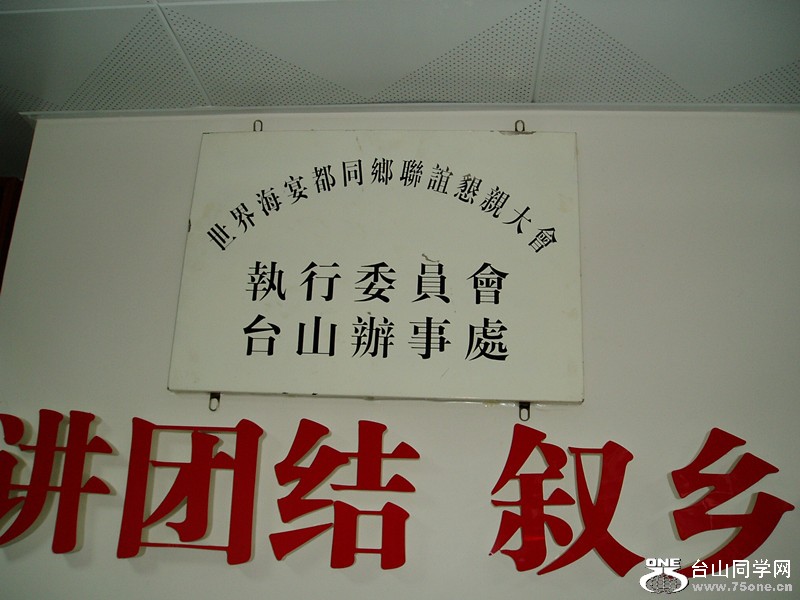 世界海宴都同鄉聯誼懇親大會
執行委員會
台山辦事處
讲团结 叙乡
ONE
台山同学网
www.75one.cn